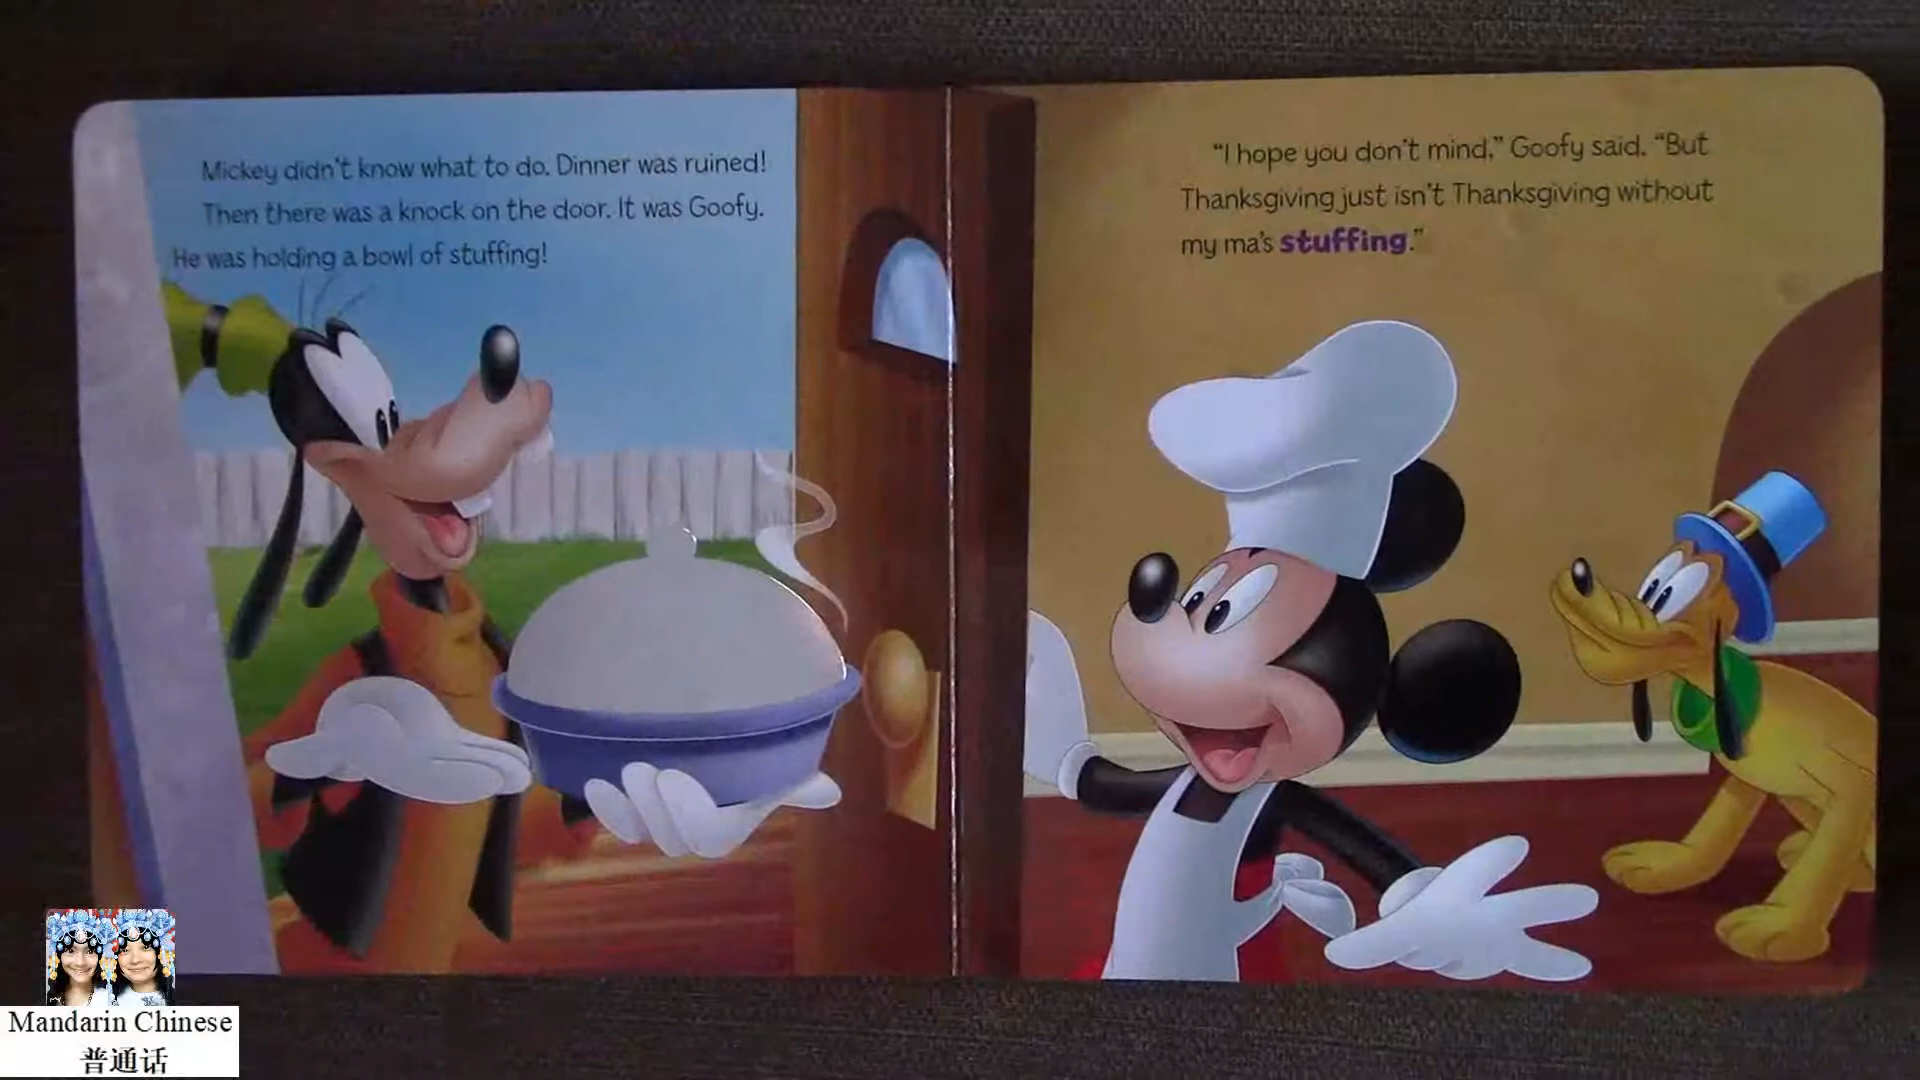 Mickey didn't know what to do. Dinner was ruined!
Then there was a knock on the door. It was Goofy.
He was holding a bowl of stuffing!
“I hope you don't mind,” Goofy said. “But
Thanksgiving just isn't Thanksgiving without
my ma's stuffing.”
Mandarin Chinese
普通话